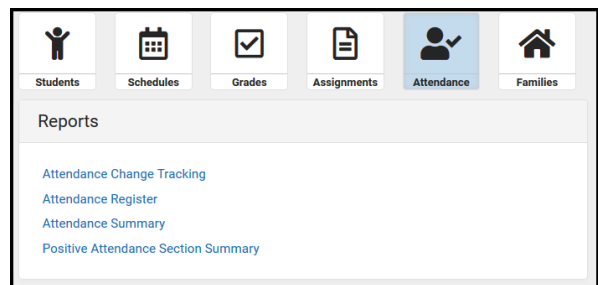 Students Schedules Grades Assignments Attendance Families
Reports
Attendance Change Tracking
Attendance Register
Attendance Summary
Positive Attendance Section Summary